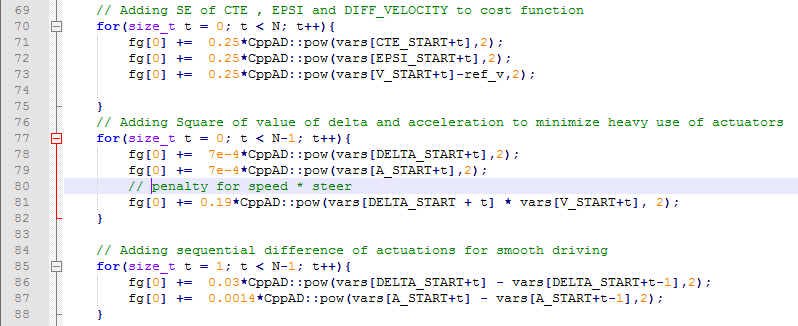 69 // Adding SE of CTE , EPSI and DIFF_VELOCITY to cost function
70 for(size_t t = 0; t < N; t++){
71 fg[0] += 0.25*CppAD::pow(vars[CTE_START+t],2);
72 fg[0] += 0.25*CppAD::pow(vars[EPSI_START+t],2);
73 fg[0] += 0.25*CppAD::pow(vars[V_START+t]-ref_v,2);
74
75 }
76 // Adding Square of value of delta and acceleration to minimize heavy use of actuators
77 for(size_t t = 0; t < N-1; t++){
78 fg[0] += 7e-4*CppAD::pow(vars[DELTA_START+t],2);
79 fg[0] += 7e-4*CppAD::pow(vars[A_START+t],2);
80 // penalty for speed * steer
81 fg[0] += 0.19*CppAD::pow(vars[DELTA_START + t] * vars[V_START+t], 2);
82 }
83
84 // Adding sequential difference of actuations for smooth driving
85 for(size_t t = 1; t < N-1; t++){
86 fg[0] += 0.03*CppAD::pow(vars[DELTA_START+t] - vars[DELTA_START+t-1],2);
87 fg[0] += 0.0014*CppAD::pow(vars[A_START+t] - vars[A_START+t-1],2);
88 }